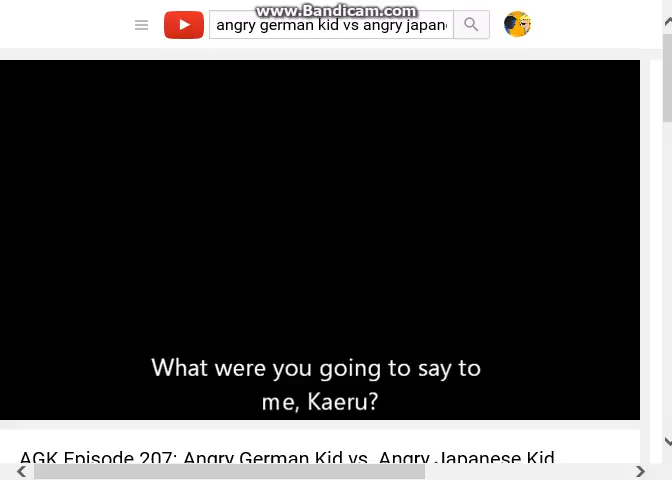 www.Bandicam.com
angry german kid vs angry japan
What were you going to say to
me, Kaeru?
AGK Episode 207: Angry German Kid vs. Angry Japanese Kid